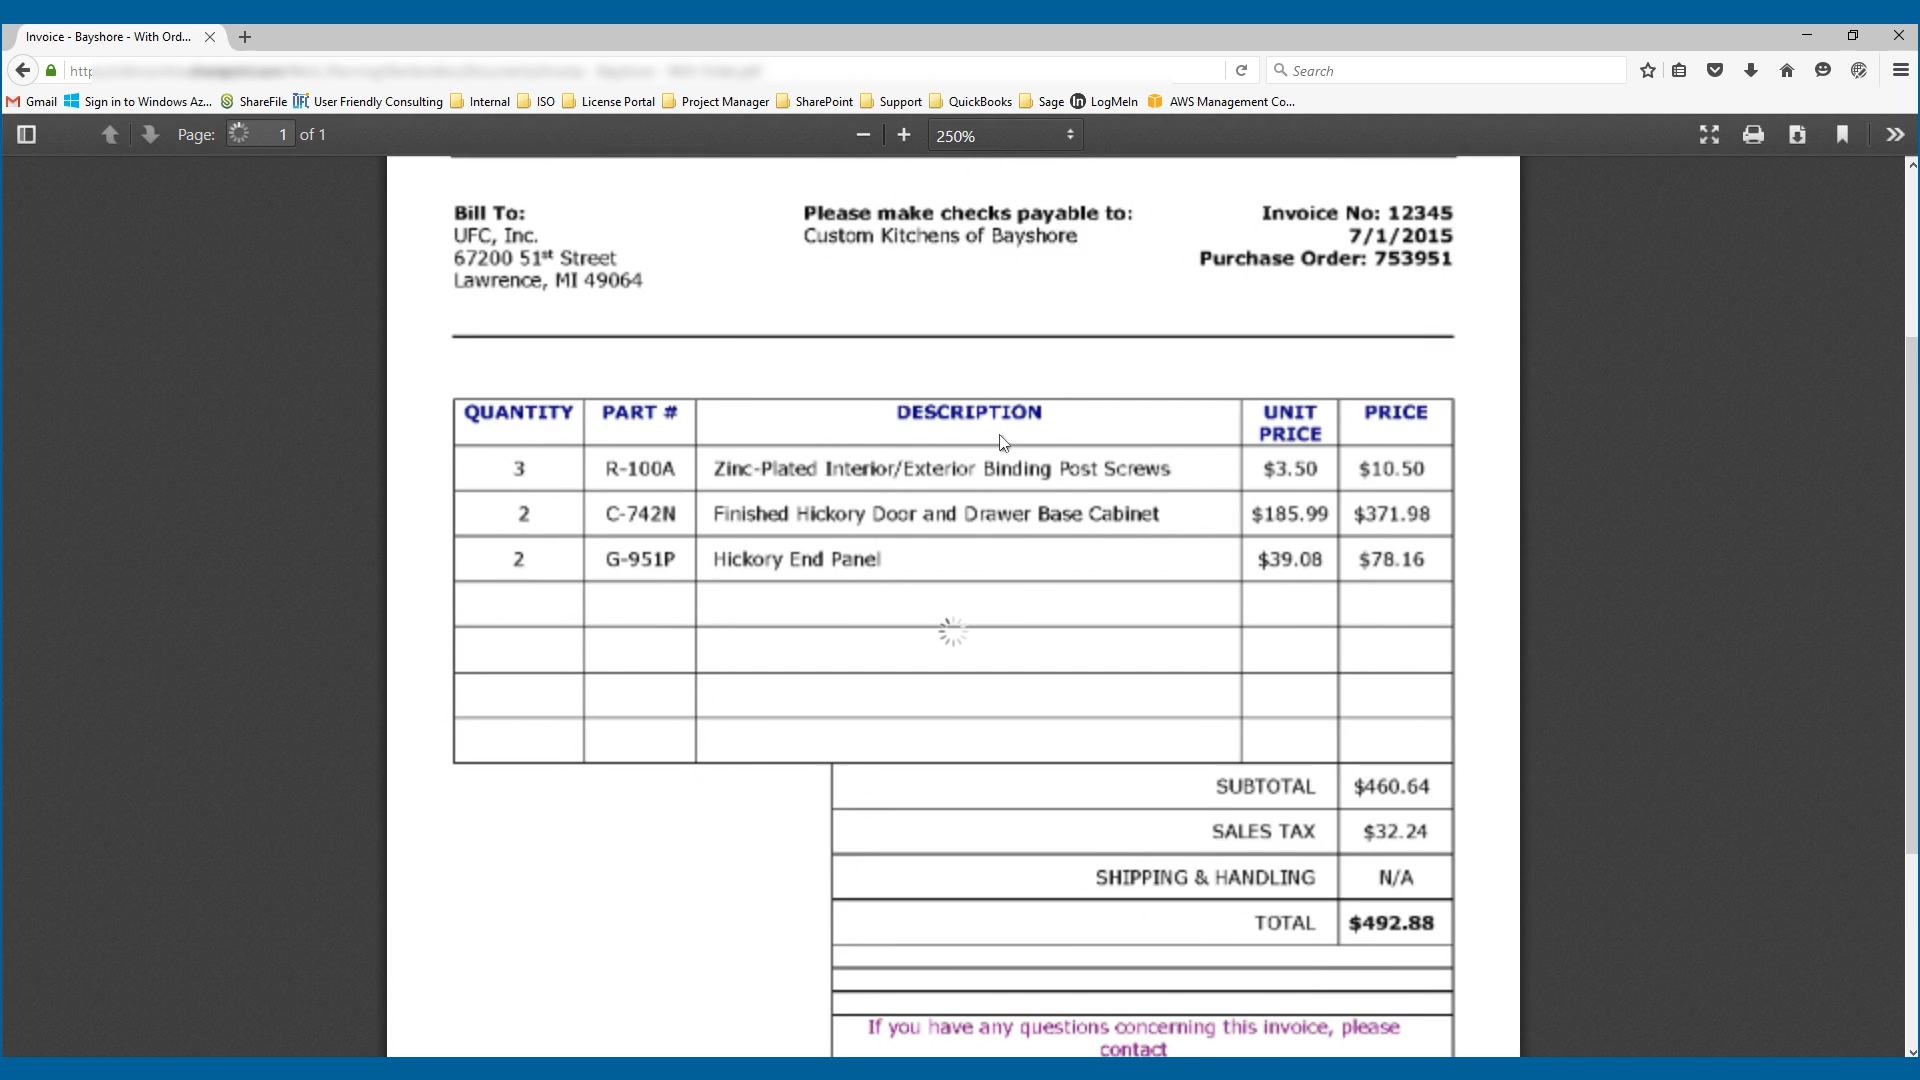 Invoice - Bayshore - With Ord...
http
Search
Gmail Sign in to Windows Az... ShareFile UFC User Friendly Consulting Internal ISO License Portal Project Manager SharePoint Support QuickBooks Sage in LogMeIn AWS Management Co...
Page: 1 of 1 250%
Bill To: Please make checks payable to: Invoice No: 12345
UFC, Inc. Custom Kitchens of Bayshore 7/1/2015
67200 51st Street Purchase Order: 753951
Lawrence, MI 49064
QUANTITY PART # DESCRIPTION UNIT PRICE PRICE
3 R-100A Zinc-Plated Interior/Exterior Binding Post Screws $3.50 $10.50
2 C-742N Finished Hickory Door and Drawer Base Cabinet $185.99 $371.98
2 G-951P Hickory End Panel $39.08 $78.16
SUBTOTAL $460.64
SALES TAX $32.24
SHIPPING & HANDLING N/A
TOTAL $492.88
If you have any questions concerning this invoice, please
contact